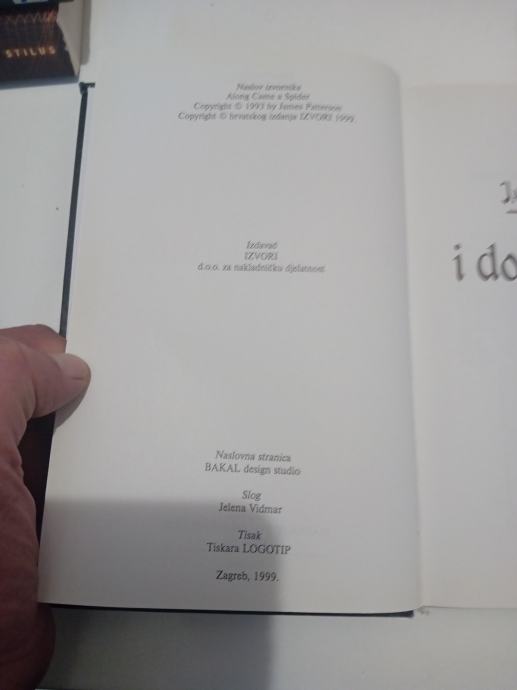 STILUS
Naslov izvornika
Along Came a Spider
Copyright © 1993 by James Patterson
Copyright © hrvatskog izdanja IZVORI 1999.
Izdavač
IZVORI
d.o.o. za nakladničku djelatnost
Naslovna stranica
BAKAL design studio
Slog
Jelena Vidmar
Tisak
Tiskara LOGOTIP
Zagreb, 1999.
i do